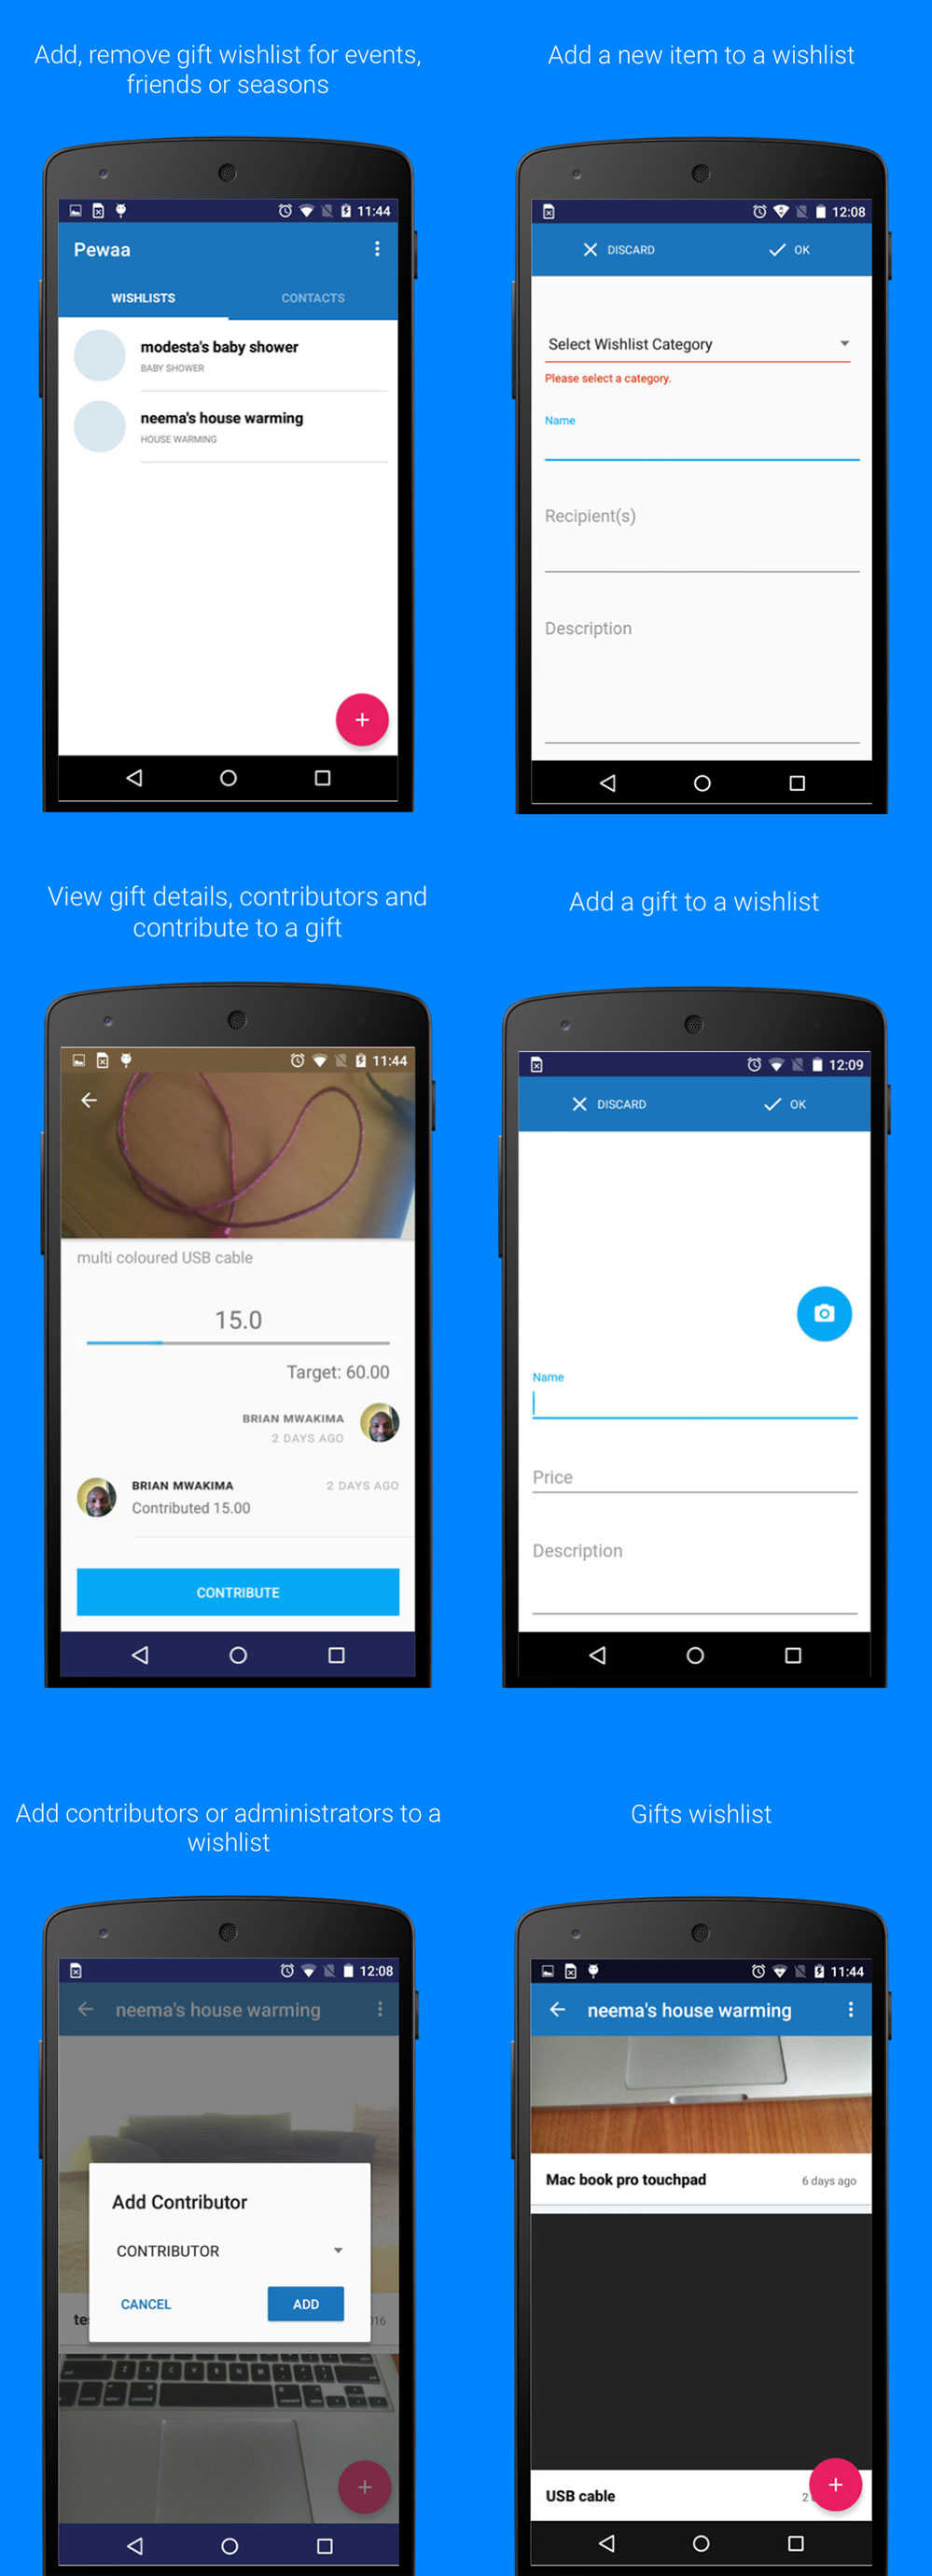 Add, remove gift wishlist for events,
friends or seasons
11:44
Pewaa
WISHLISTS CONTACTS
modesta's baby shower
BABY SHOWER
neema's house warming
HOUSE WARMING
Add a new item to a wishlist
12:08
DISCARD OK
Select Wishlist Category
Please select a category.
Name
Recipient(s)
Description
View gift details, contributors and
contribute to a gift
11:44
multi coloured USB cable
15.0
Target: 60.00
BRIAN MWAKIMA
2 DAYS AGO
BRIAN MWAKIMA 2 DAYS AGO
Contributed 15.00
CONTRIBUTE
Add a gift to a wishlist
12:09
DISCARD OK
Name
Price
Description
Add contributors or administrators to a
wishlist
12:08
neema's house warming
Add Contributor
CONTRIBUTOR
CANCEL ADD
Gifts wishlist
11:44
neema's house warming
Mac book pro touchpad 6 days ago
USB cable